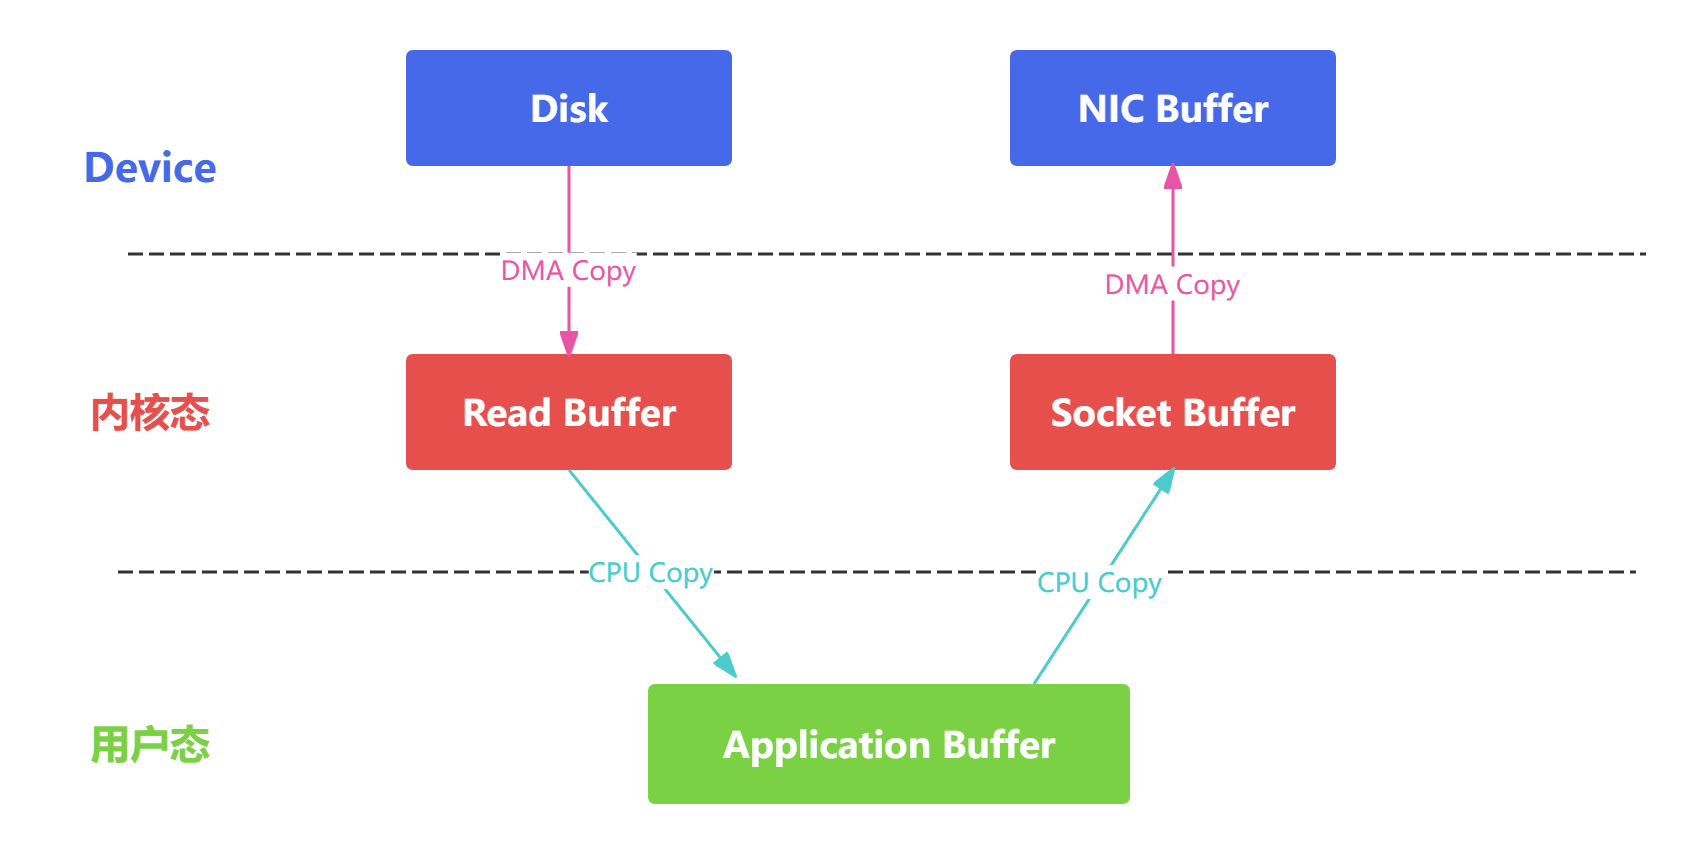 Disk
NIC Buffer
Device
DMA Copy
DMA Copy
内核态
Read Buffer
Socket Buffer
CPU Copy
CPU Copy
用户态
Application Buffer